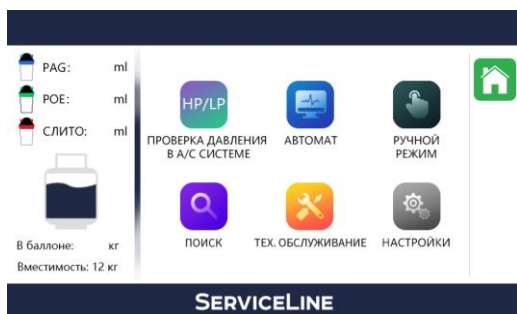 PAG: ml
POE: ml
СЛИТО: ml
В баллоне: кг
Вместимость: 12 кг
HP/LP
ПРОВЕРКА ДАВЛЕНИЯ
В А/С СИСТЕМЕ
АВТОМАТ
РУЧНОЙ
РЕЖИМ
ПОИСК
ТЕХ. ОБСЛУЖИВАНИЕ
НАСТРОЙКИ
SERVICELINE